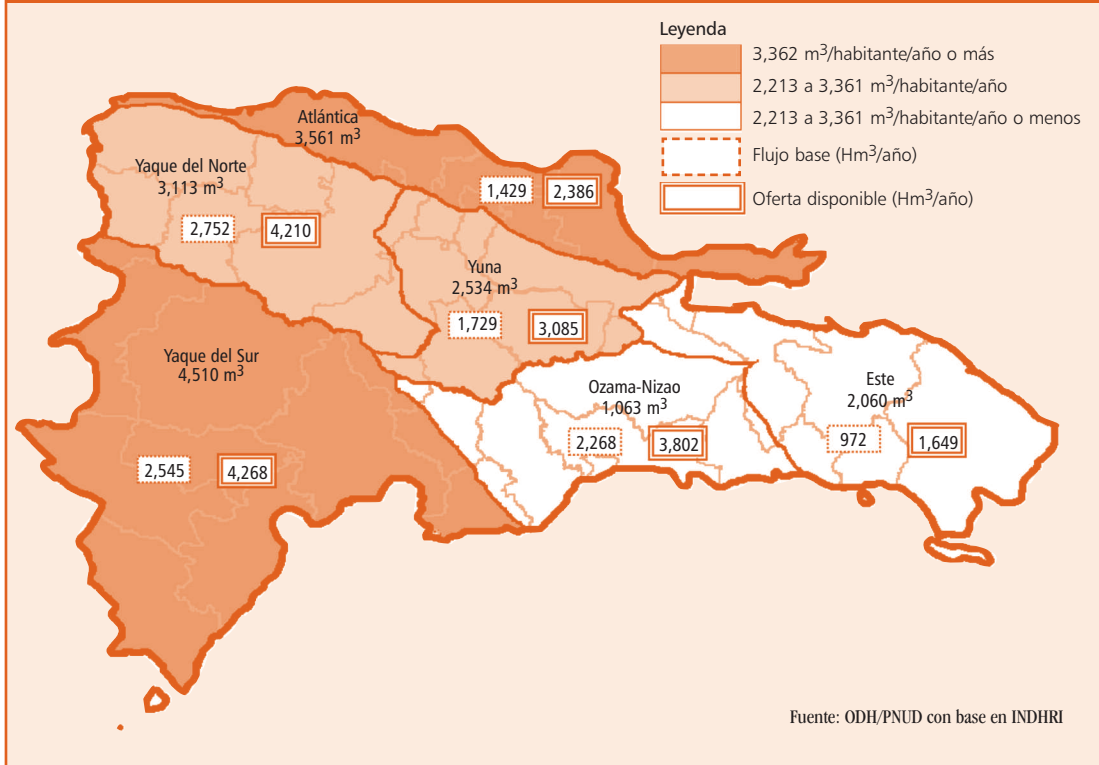 Leyenda
3,362 m³/habitante/año o más
2,213 a 3,361 m³/habitante/año
2,213 a 3,361 m³/habitante/año o menos
Flujo base (Hm³/año)
Oferta disponible (Hm³/año)
Atlántica
3,561 m³
1,429
2,386
Yaque del Norte
3,113 m³
2,752
4,210
Yuna
2,534 m³
1,729
3,085
Yaque del Sur
4,510 m³
2,545
4,268
Ozama-Nizao
1,063 m³
2,268
3,802
Este
2,060 m³
972
1,649
Fuente: ODH/PNUD con base en INDHRI